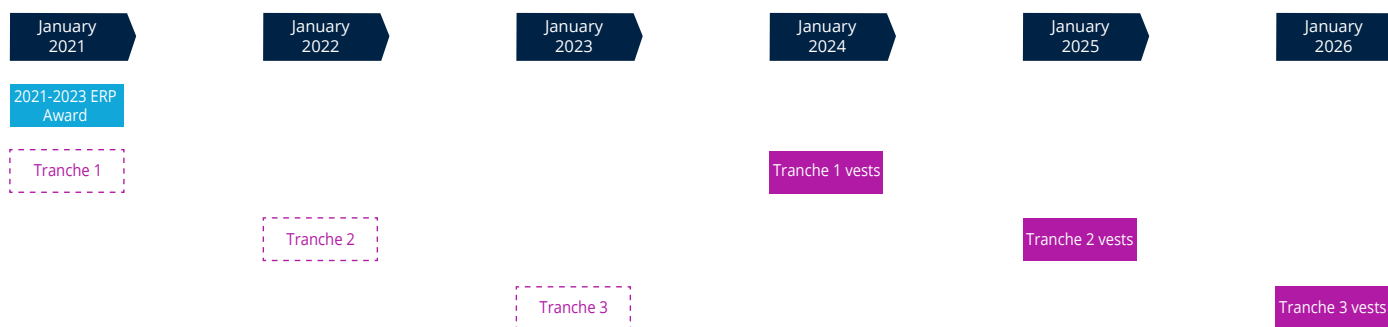 January
2021
January
2022
January
2023
January
2024
January
2025
January
2026
2021-2023 ERP
Award
Tranche 1
Tranche 1 vests
Tranche 2
Tranche 2 vests
Tranche 3
Tranche 3 vests